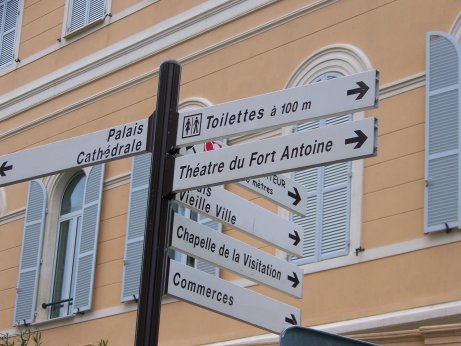 Palais
Cathédrale
Toilettes à 100 m
Théatre du Fort Antoine
Vieille Ville
Chapelle de la Visitation
Commerces